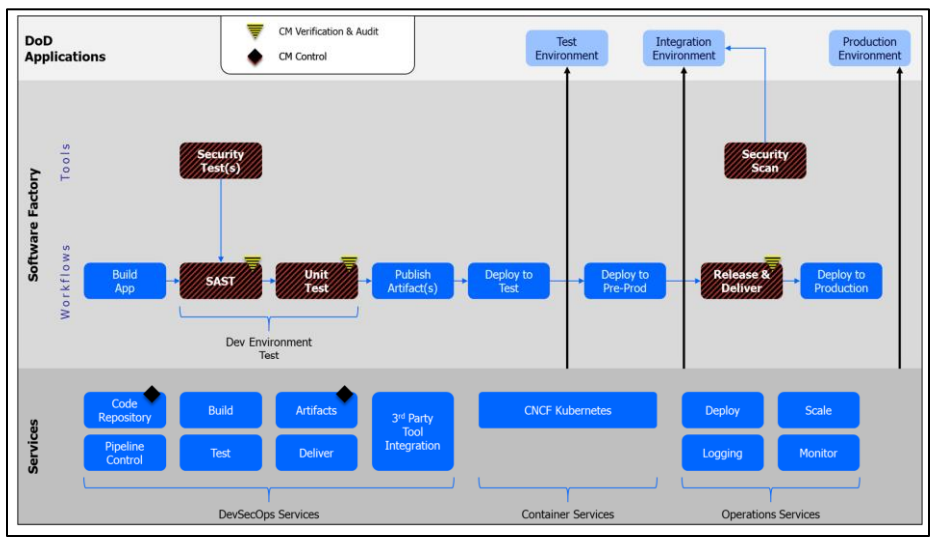 DoD
Applications
CM Verification & Audit
CM Control
Test
Environment
Integration
Environment
Production
Environment
Software Factory
Tools
Security
Test(s)
Security
Scan
Workflows
Build
App
SAST
Unit
Test
Publish
Artifact(s)
Deploy to
Test
Deploy to
Pre-Prod
Release &
Deliver
Deploy to
Production
Dev Environment
Test
Services
Code
Repository
Build
Artifacts
3rd Party
Tool
Integration
CNCF Kubernetes
Deploy
Scale
Pipeline
Control
Test
Deliver
Logging
Monitor
DevSecOps Services
Container Services
Operations Services